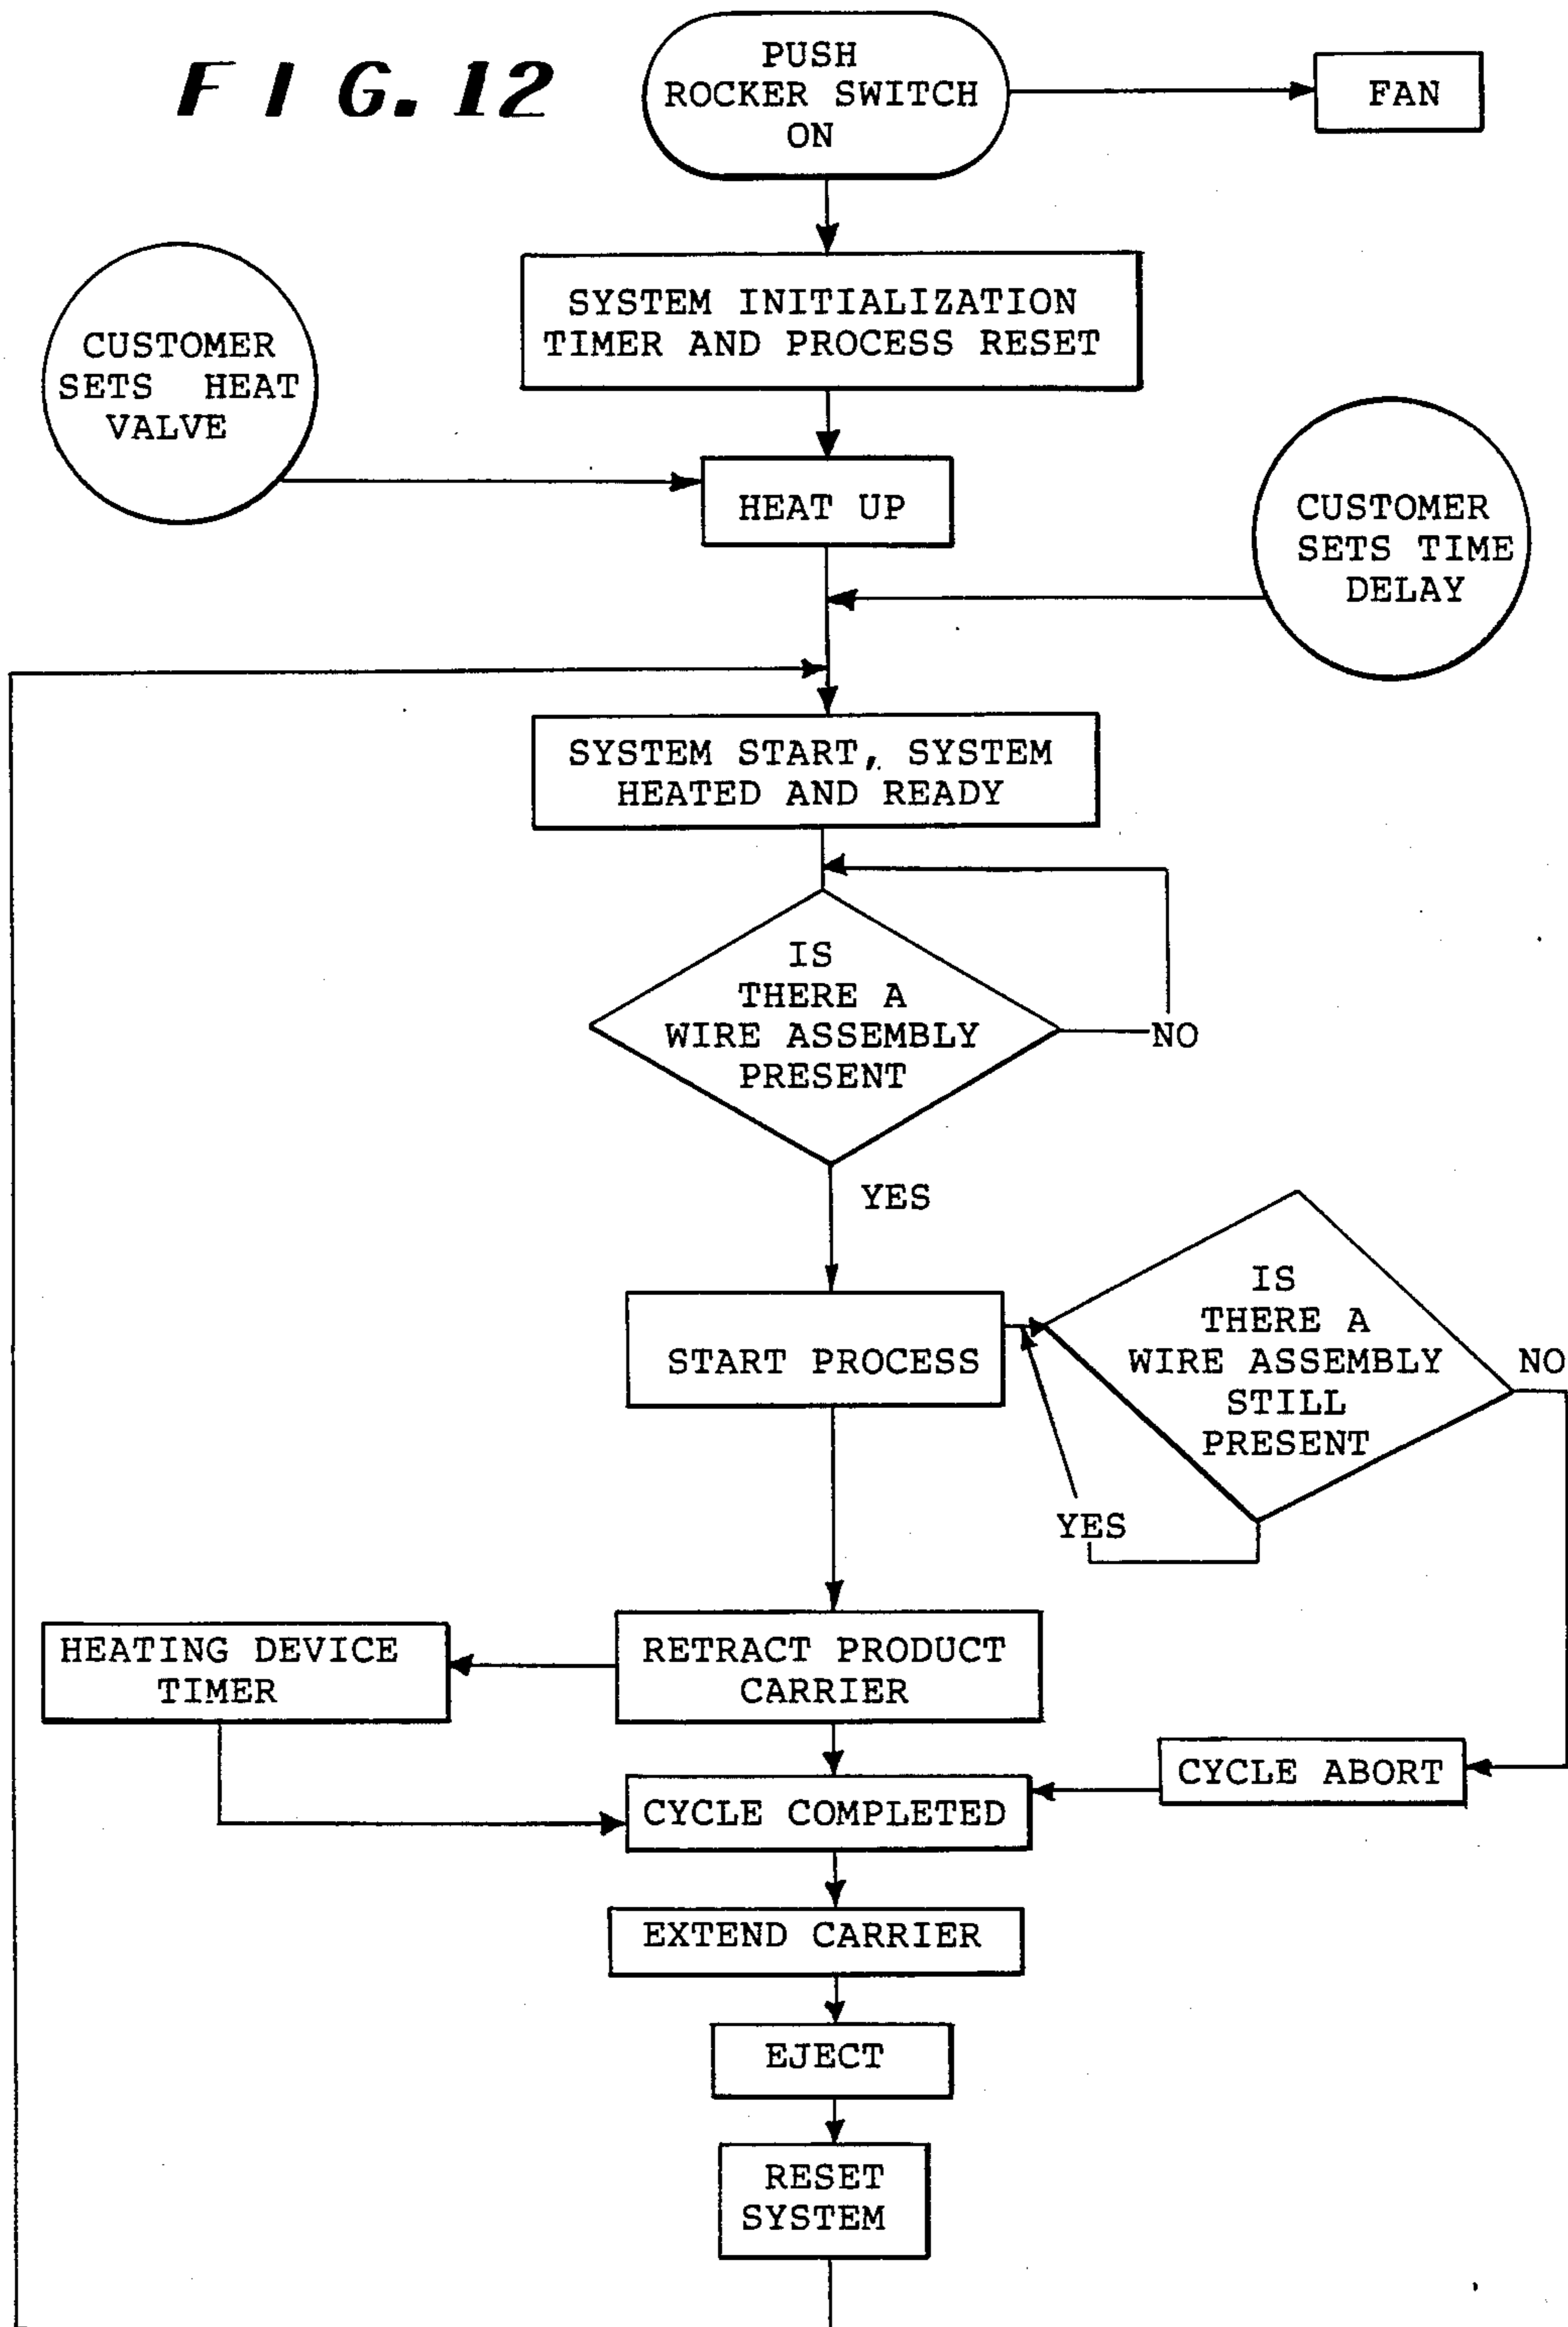 FIG. 12
PUSH
ROCKER SWITCH
ON
FAN
SYSTEM INITIALIZATION
TIMER AND PROCESS RESET
CUSTOMER
SETS HEAT
VALVE
HEAT UP
CUSTOMER
SETS TIME
DELAY
SYSTEM START, SYSTEM
HEATED AND READY
IS
THERE A
WIRE ASSEMBLY
PRESENT
NO
YES
START PROCESS
IS
THERE A
WIRE ASSEMBLY
STILL
PRESENT
NO
YES
HEATING DEVICE
TIMER
RETRACT PRODUCT
CARRIER
CYCLE ABORT
CYCLE COMPLETED
EXTEND CARRIER
EJECT
RESET
SYSTEM